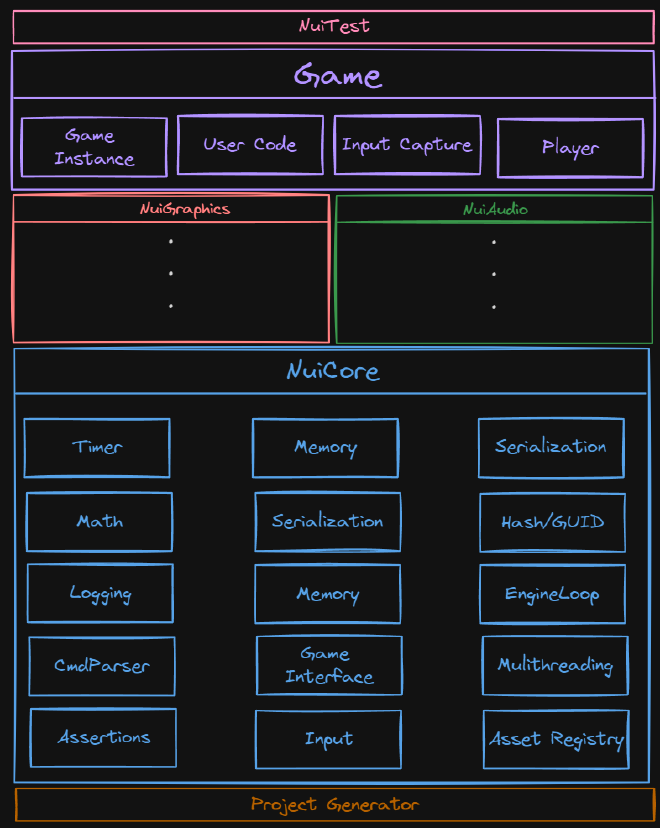 NuiTest
Game
Game
Instance
User Code
Input Capture
Player
NuiGraphics
NuiAudio
NuiCore
Timer
Memory
Serialization
Math
Serialization
Hash/GUID
Logging
Memory
EngineLoop
CmdParser
Game
Interface
Mulithreading
Assertions
Input
Asset Registry
Project Generator